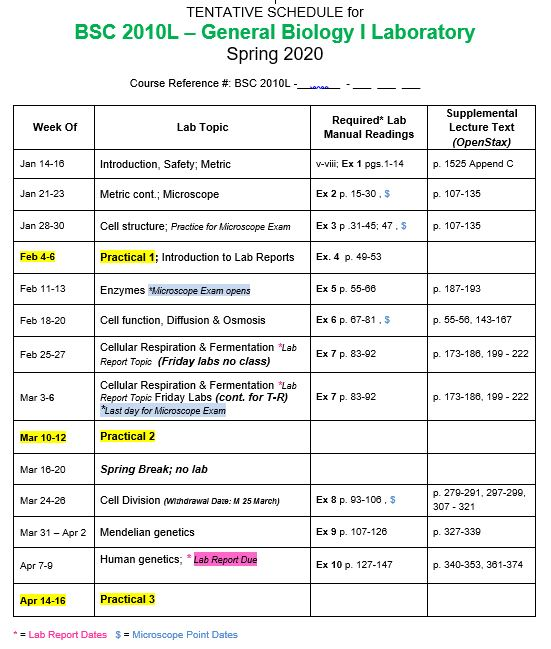 TENTATIVE SCHEDULE for
BSC 2010L – General Biology I Laboratory
Spring 2020
Course Reference #: BSC 2010L -______ - ___ ___ ___
Week Of Lab Topic Required* Lab Manual Readings Supplemental Lecture Text (OpenStax)
Jan 14-16 Introduction, Safety; Metric v-viii; Ex 1 pgs.1-14 p. 1525 Append C
Jan 21-23 Metric cont.; Microscope Ex 2 p. 15-30 , $ p. 107-135
Jan 28-30 Cell structure; Practice for Microscope Exam Ex 3 p .31-45; 47 , $ p. 107-135
Feb 4-6 Practical 1; Introduction to Lab Reports Ex. 4 p. 49-53
Feb 11-13 Enzymes *Microscope Exam opens Ex 5 p. 55-66 p. 187-193
Feb 18-20 Cell function, Diffusion & Osmosis Ex 6 p. 67-81 , $ p. 55-56, 143-167
Feb 25-27 Cellular Respiration & Fermentation *Lab
Report Topic (Friday labs no class) Ex 7 p. 83-92 p. 173-186, 199 - 222
Mar 3-6 Cellular Respiration & Fermentation *Lab
Report Topic Friday Labs (cont. for T-R) Ex 7 p. 83-92 p. 173-186, 199 - 222
*Last day for Microscope Exam
Mar 10-12 Practical 2
Mar 16-20 Spring Break; no lab
Mar 24-26 Cell Division (Withdrawal Date: M 25 March) Ex 8 p. 93-106 , $ p. 279-291, 297-299,
307 - 321
Mar 31 – Apr 2 Mendelian genetics Ex 9 p. 107-126 p. 327-339
Apr 7-9 Human genetics; * Lab Report Due Ex 10 p. 127-147 p. 340-353, 361-374
Apr 14-16 Practical 3
* = Lab Report Dates $ = Microscope Point Dates